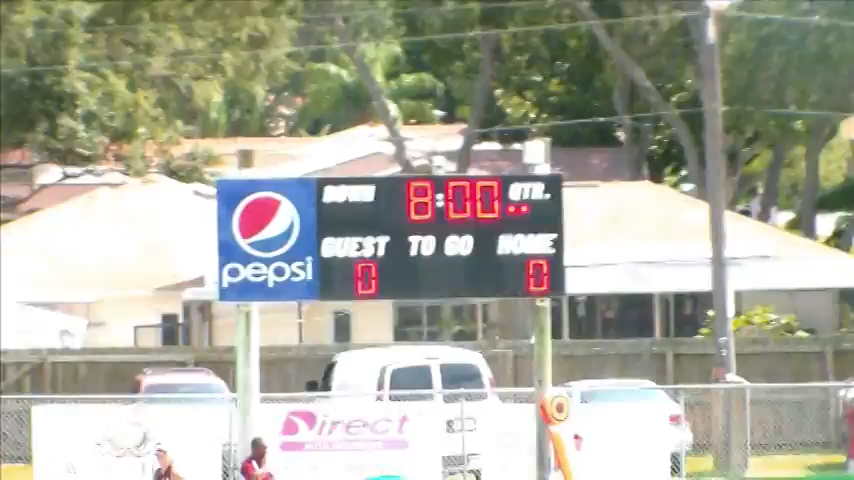 DOWN 8:00 QTR.
GUEST TO GO HOME
0 0
pepsi
Direct